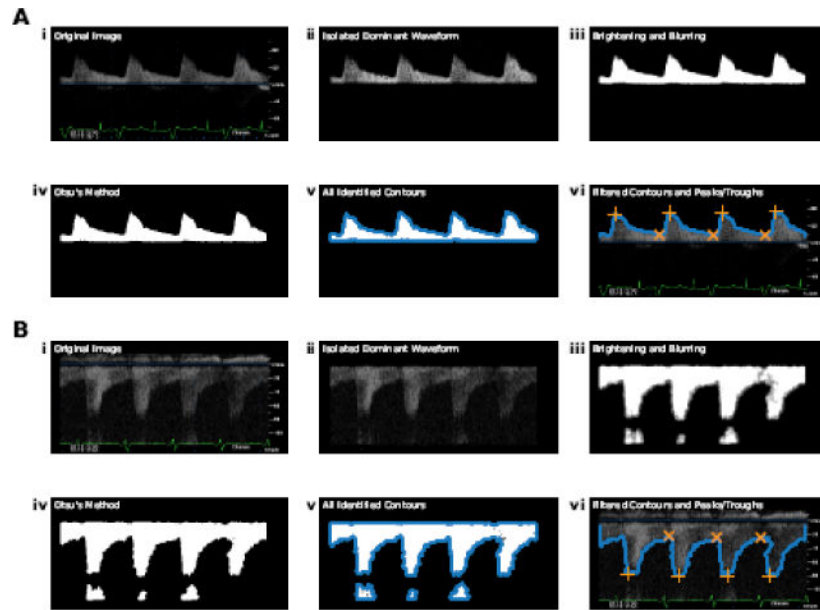 A
i Original Image
ii Isolated Dominant Waveform
iii Brightening and Blurring
iv Otsu's Method
v All Identified Contours
vi Filtered Contours and Peaks/Troughs
B
i Original Image
ii Isolated Dominant Waveform
iii Brightening and Blurring
iv Otsu's Method
v All Identified Contours
vi Filtered Contours and Peaks/Troughs